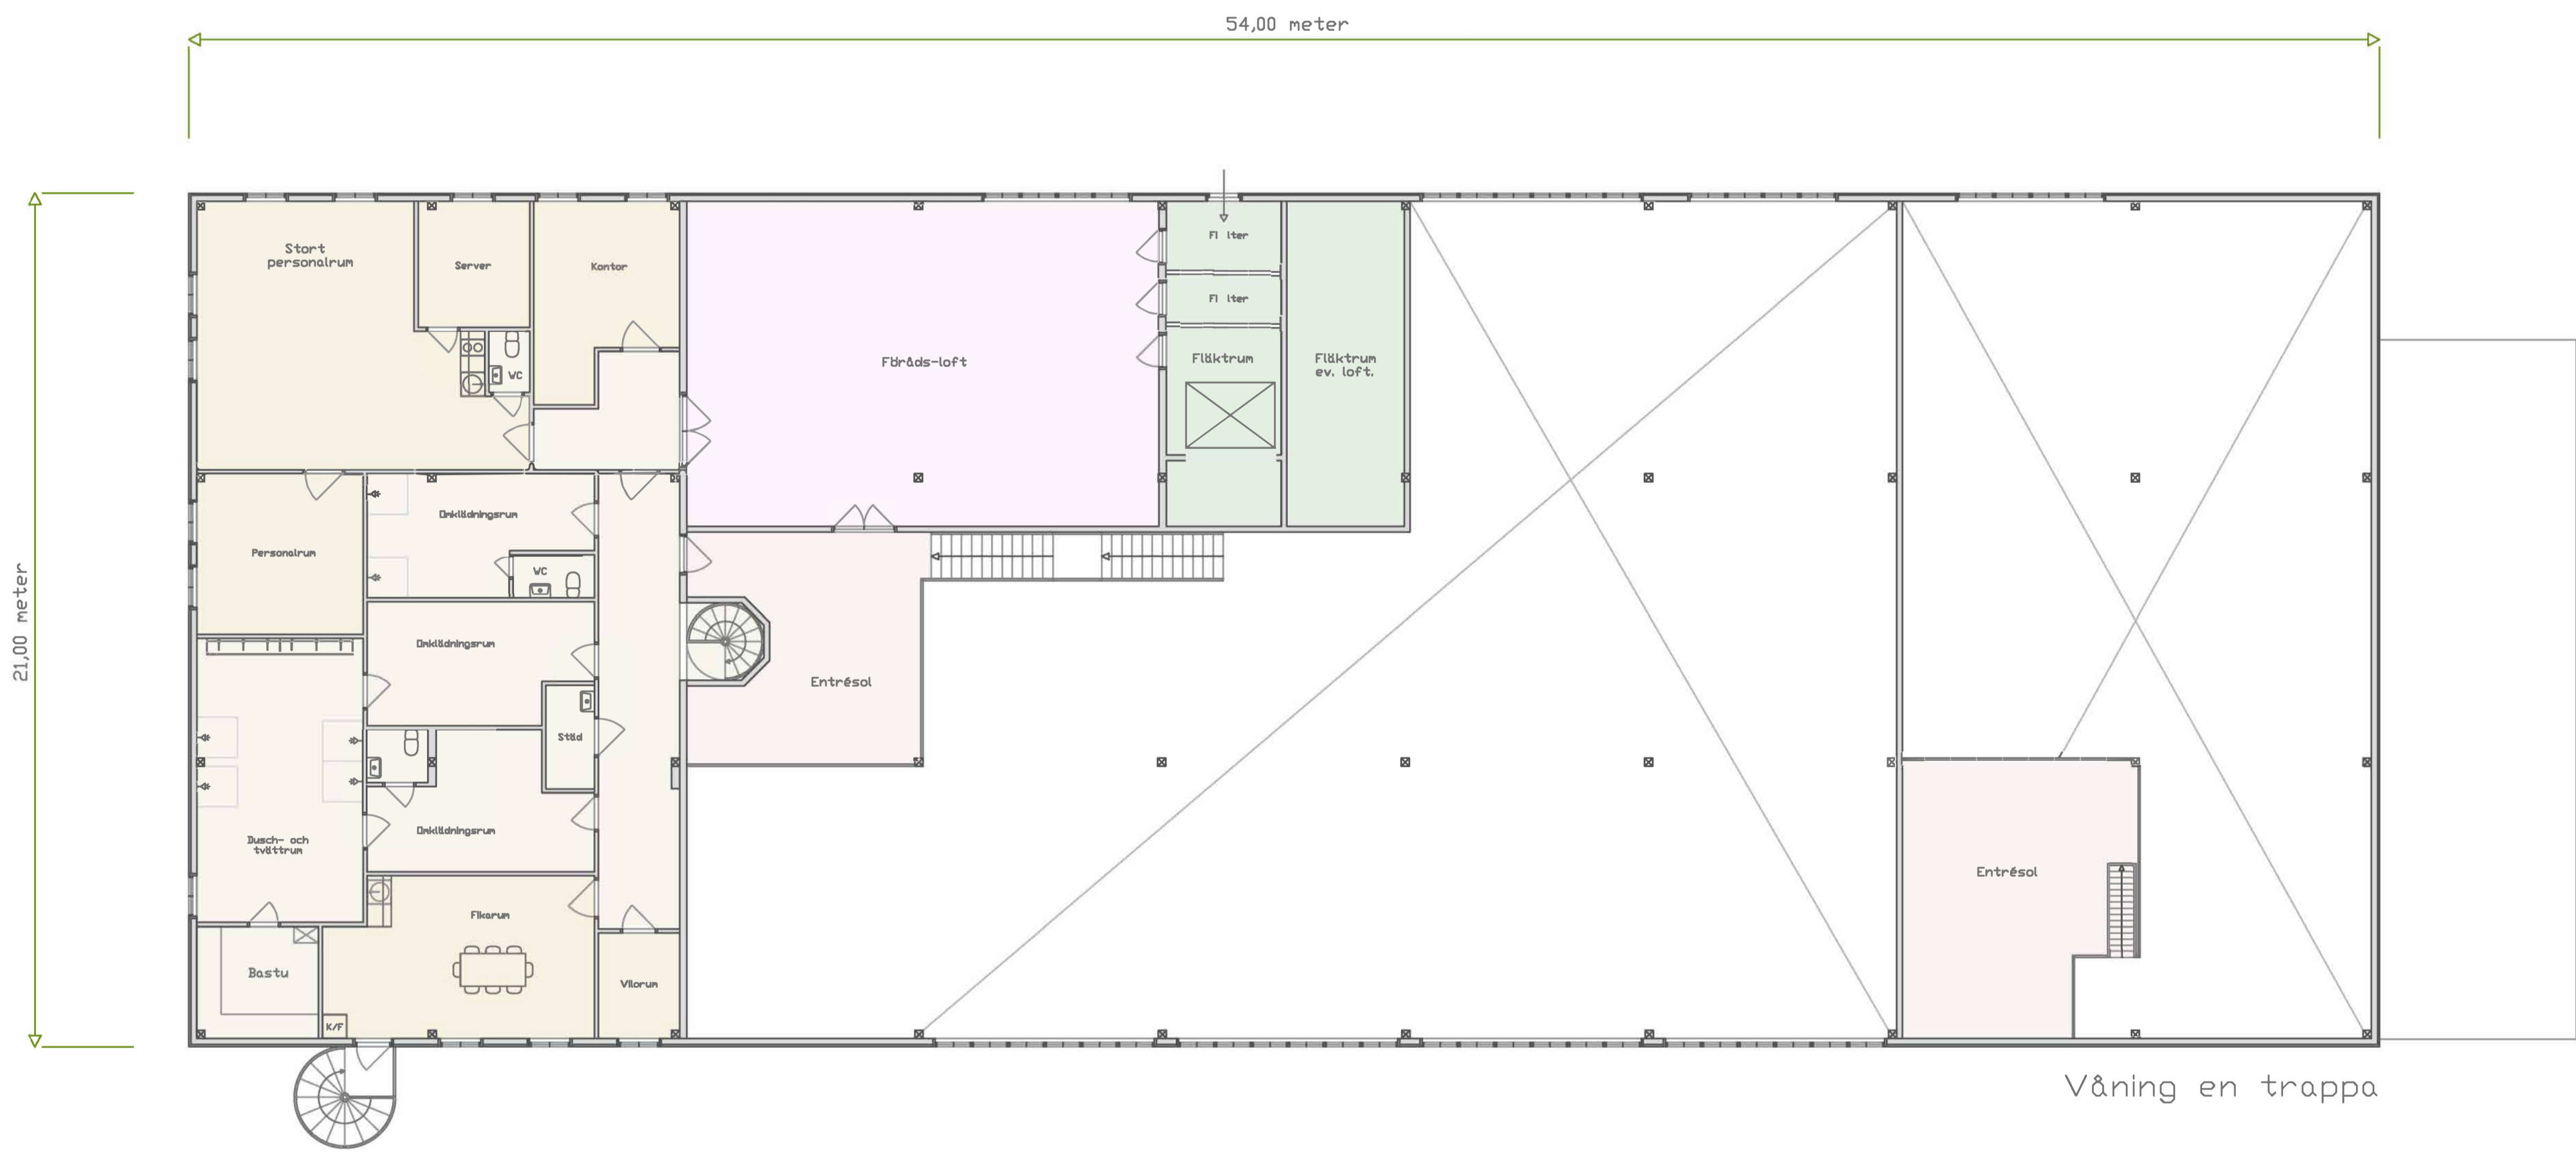 54,00 meter
21,00 meter
Stort
personalrum
Server
Kontor
WC
Föråds-loft
Fl lter
Fl lter
Fläktrum
Fläktrum
ev. loft.
Omklädningsrum
Personalrum
WC
Omklädningsrum
Entrésol
Städ
Omklädningsrum
Dusch- och
tvättrum
Fikarum
Entrésol
Bastu
Vilorum
K/F
Våning en trappa